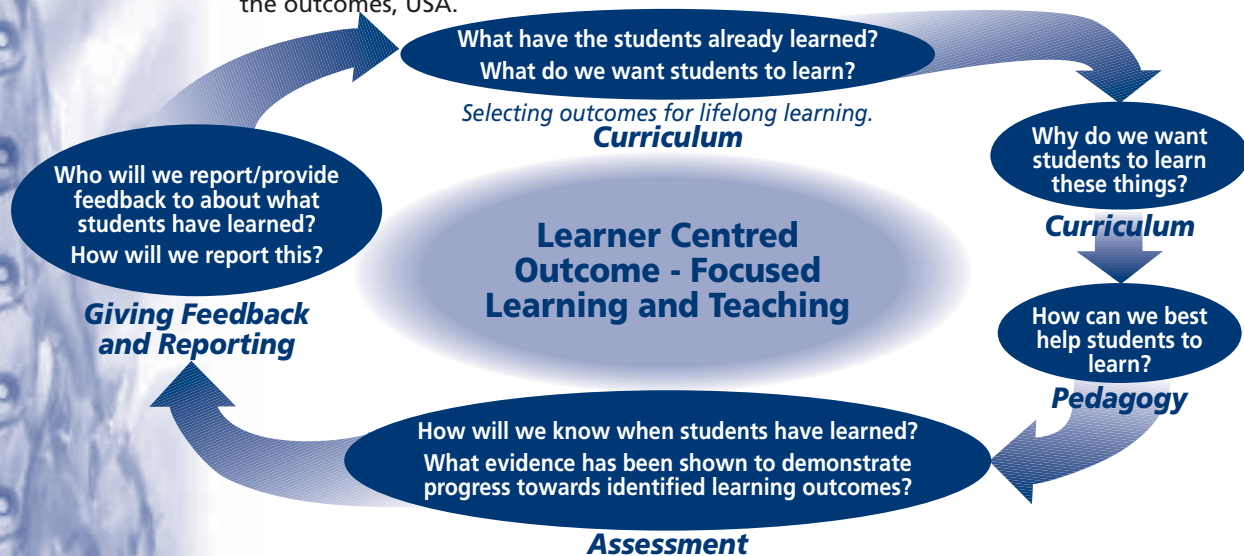 the outcomes, USA.
What have the students already learned?
What do we want students to learn?
Selecting outcomes for lifelong learning.
Curriculum
Why do we want
students to learn
these things?
Curriculum
How can we best
help students to
learn?
Pedagogy
How will we know when students have learned?
What evidence has been shown to demonstrate
progress towards identified learning outcomes?
Assessment
Who will we report/provide
feedback to about what
students have learned?
How will we report this?
Giving Feedback
and Reporting
Learner Centred
Outcome - Focused
Learning and Teaching